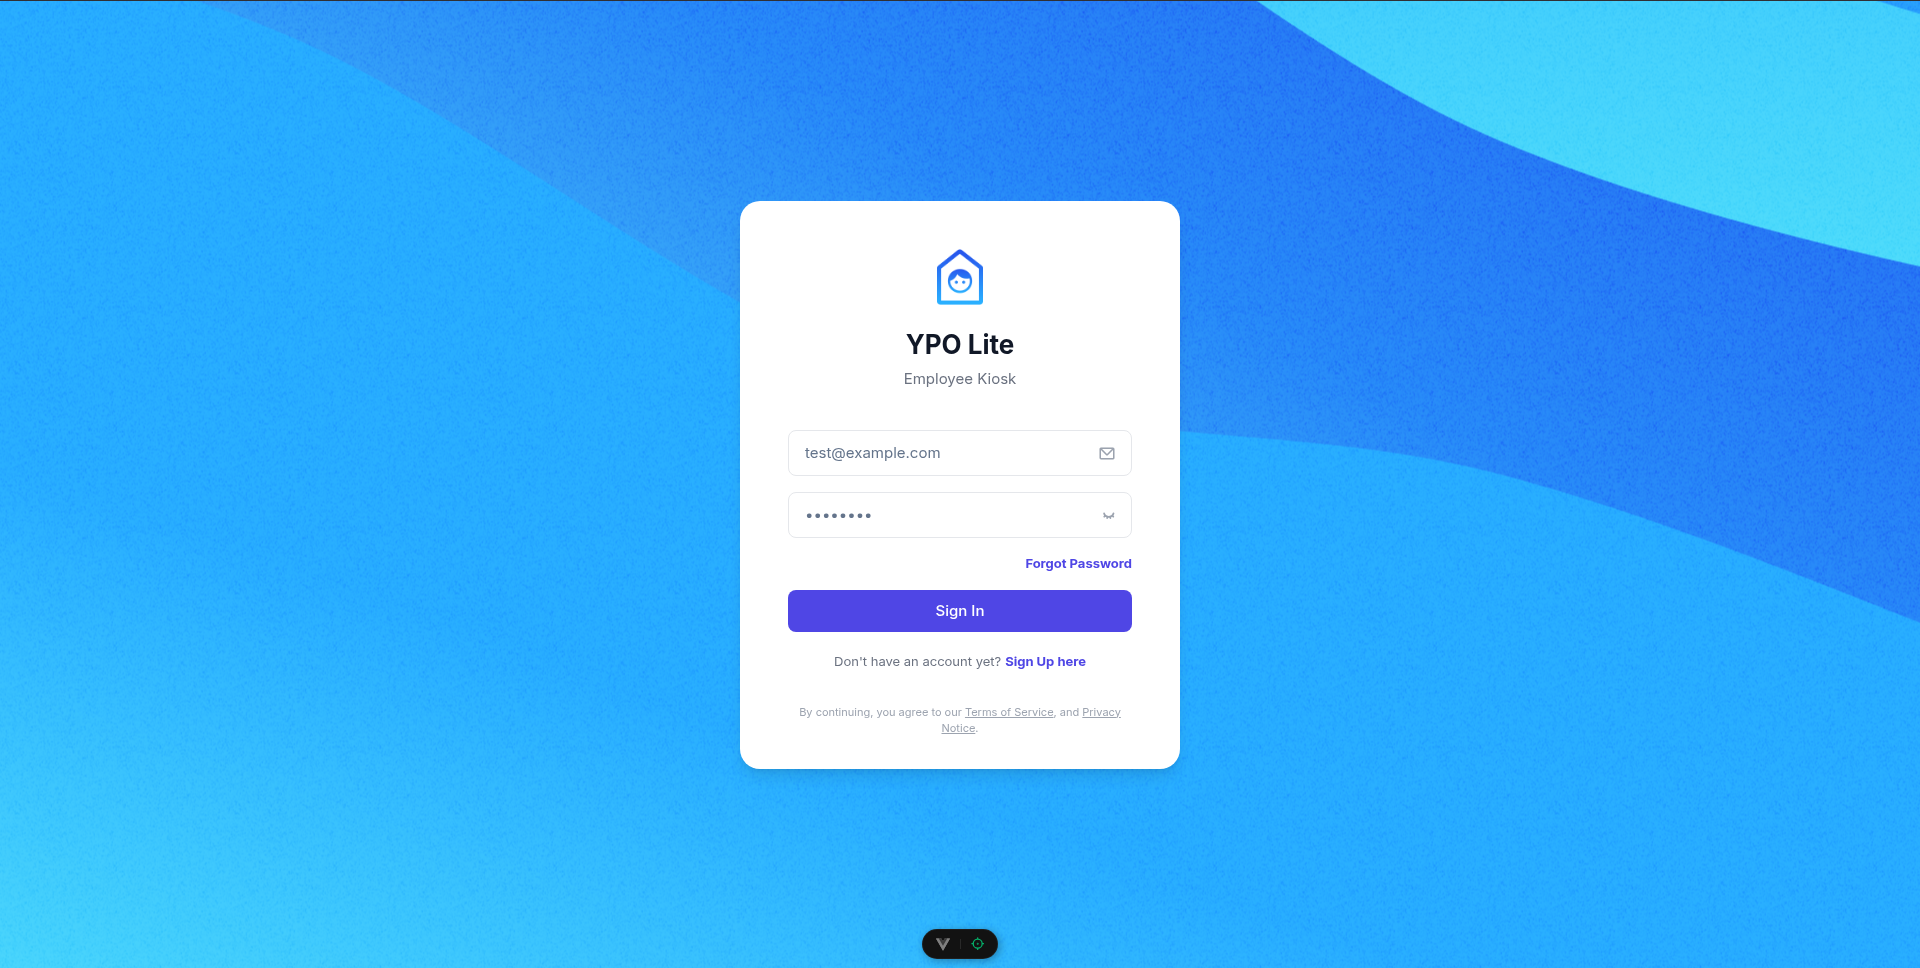 YPO Lite
Employee Kiosk
test@example.com
••••••••
Forgot Password
Sign In
Don't have an account yet? Sign Up here
By continuing, you agree to our Terms of Service, and Privacy
Notice.